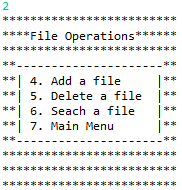 2
*************************
****File Operations******
*************************
**---------------------**
**| 4. Add a file     |**
**| 5. Delete a file  |**
**| 6. Seach a file   |**
**| 7. Main Menu      |**
**---------------------**
*************************
*************************
*************************